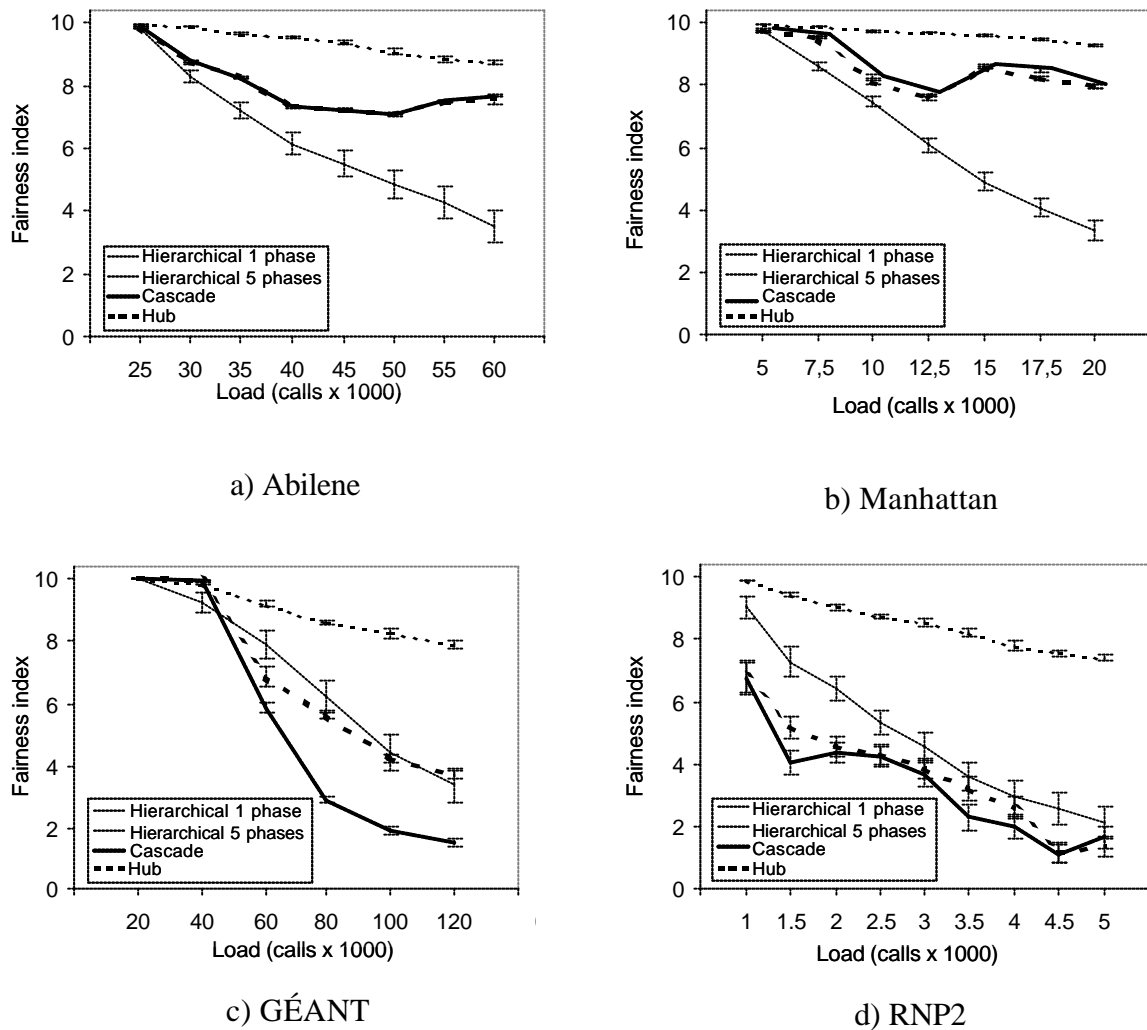 Fairness index
10
8
6
4
2
0
Hierarchical 1 phase
Hierarchical 5 phases
Cascade
Hub
25 30 35 40 45 50 55 60
Load (calls x 1000)
a) Abilene
Fairness index
10
8
6
4
2
0
Hierarchical 1 phase
Hierarchical 5 phases
Cascade
Hub
5 7,5 10 12,5 15 17,5 20
Load (calls x 1000)
b) Manhattan
Fairness index
10
8
6
4
2
0
Hierarchical 1 phase
Hierarchical 5 phases
Cascade
Hub
20 40 60 80 100 120
Load (calls x 1000)
c) GÉANT
Fairness index
10
8
6
4
2
0
Hierarchical 1 phase
Hierarchical 5 phases
Cascade
Hub
1 1.5 2 2.5 3 3.5 4 4.5 5
Load (calls x 1000)
d) RNP2